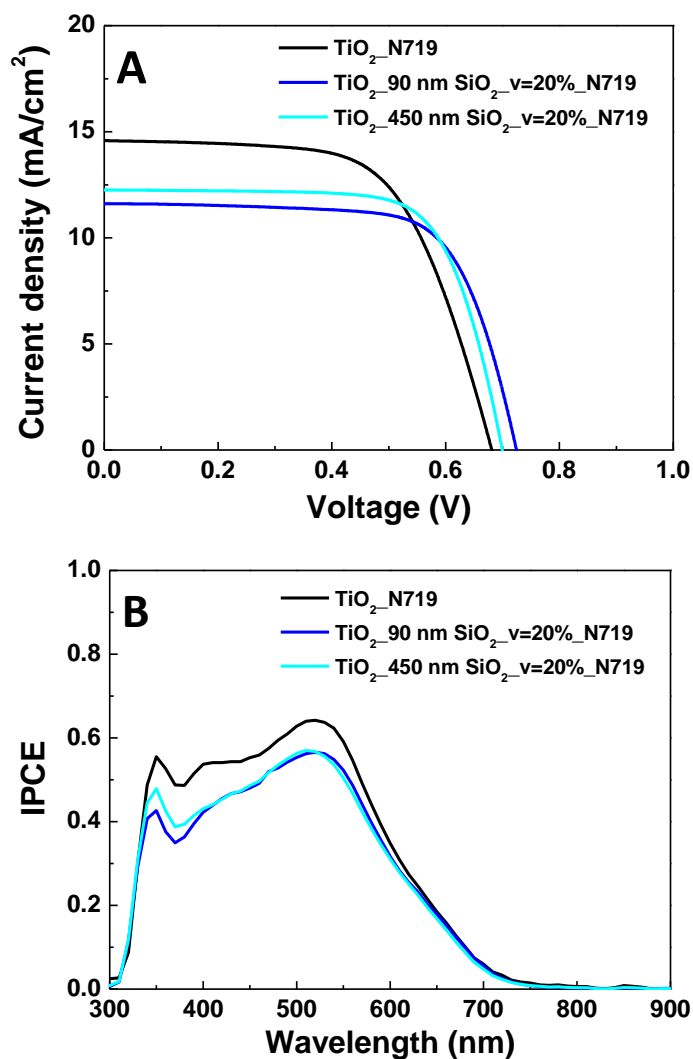 20
A
TiO₂_N719
TiO₂_90 nm SiO₂_v=20%_N719
TiO₂_450 nm SiO₂_v=20%_N719
15
10
5
0
Current density (mA/cm²)
0.0 0.2 0.4 0.6 0.8 1.0
Voltage (V)
1.0
B
TiO₂_N719
TiO₂_90 nm SiO₂_v=20%_N719
TiO₂_450 nm SiO₂_v=20%_N719
0.8
0.6
0.4
0.2
0.0
IPCE
300 400 500 600 700 800 900
Wavelength (nm)